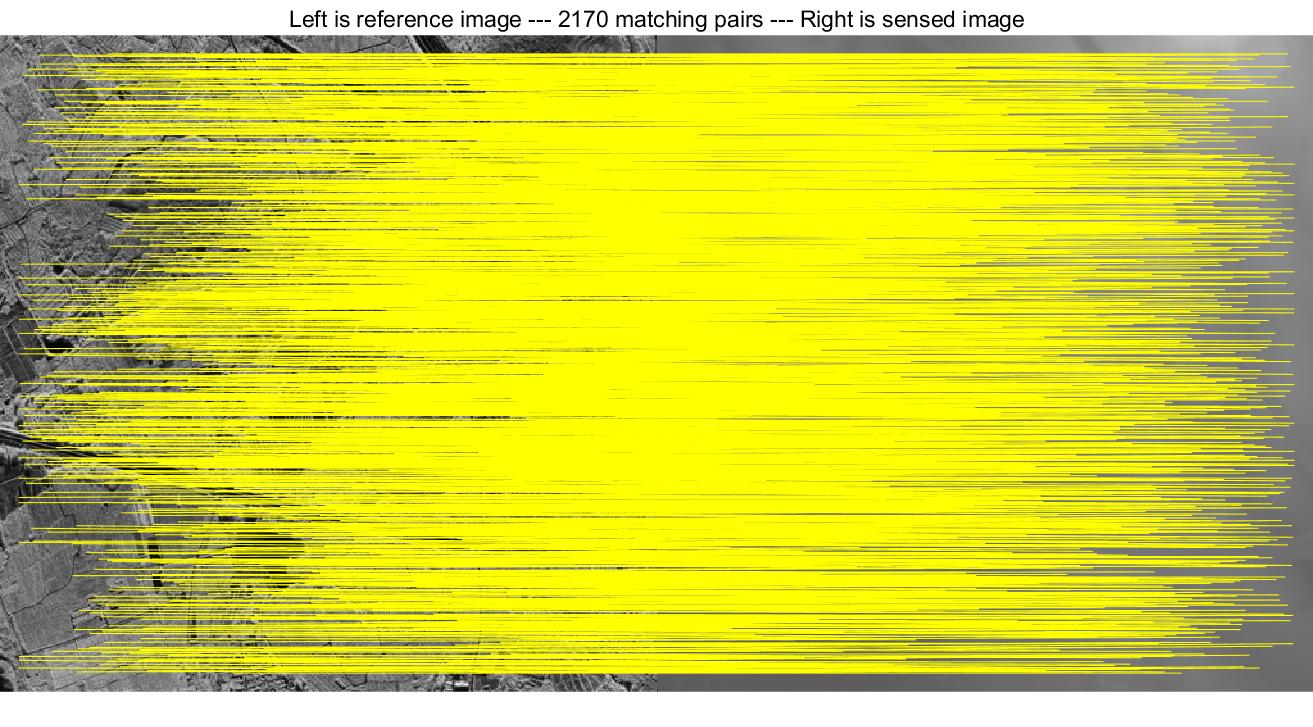 Left is reference image --- 2170 matching pairs --- Right is sensed image